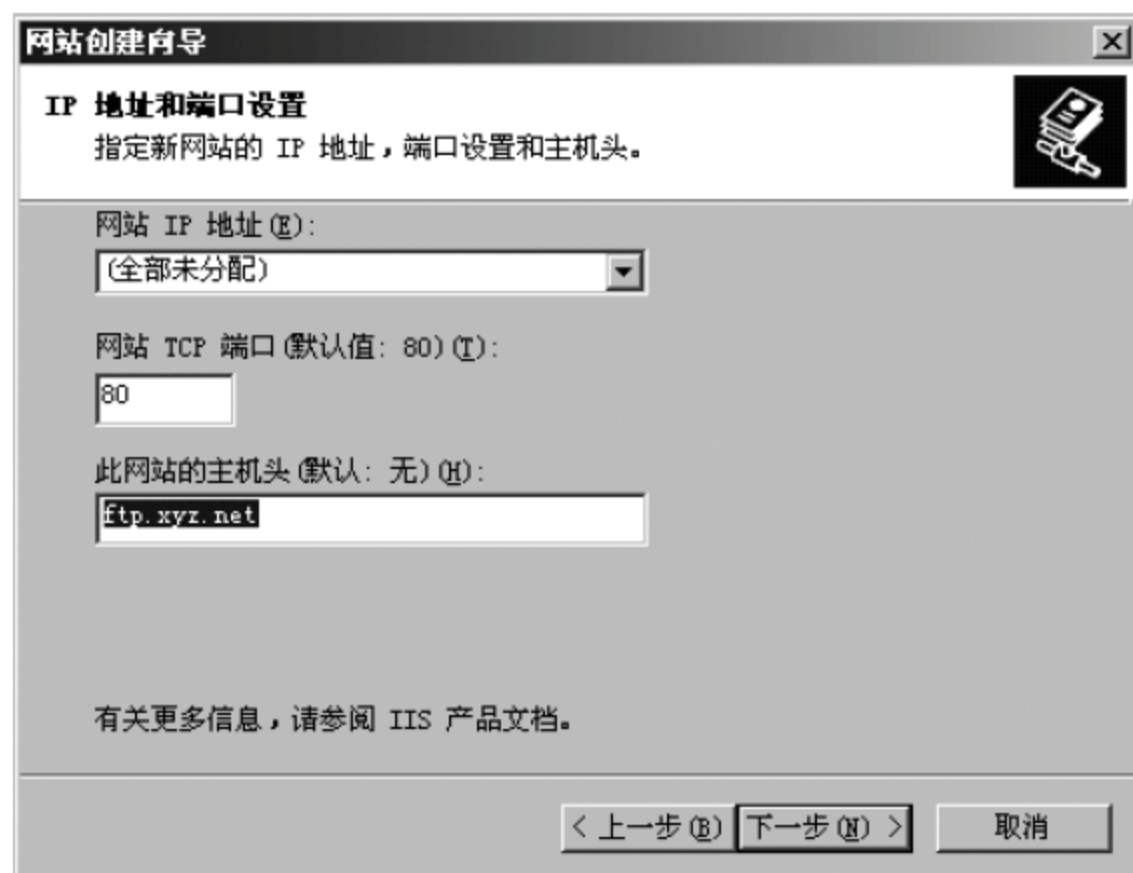 网站创建向导
IP 地址和端口设置
指定新网站的 IP 地址，端口设置和主机头。
网站 IP 地址(E):
(全部未分配)
网站 TCP 端口(默认值: 80)(T):
80
此网站的主机头(默认: 无)(H):
ftp.xyz.net
有关更多信息，请参阅 IIS 产品文档。
< 上一步(B) 下一步(N) > 取消